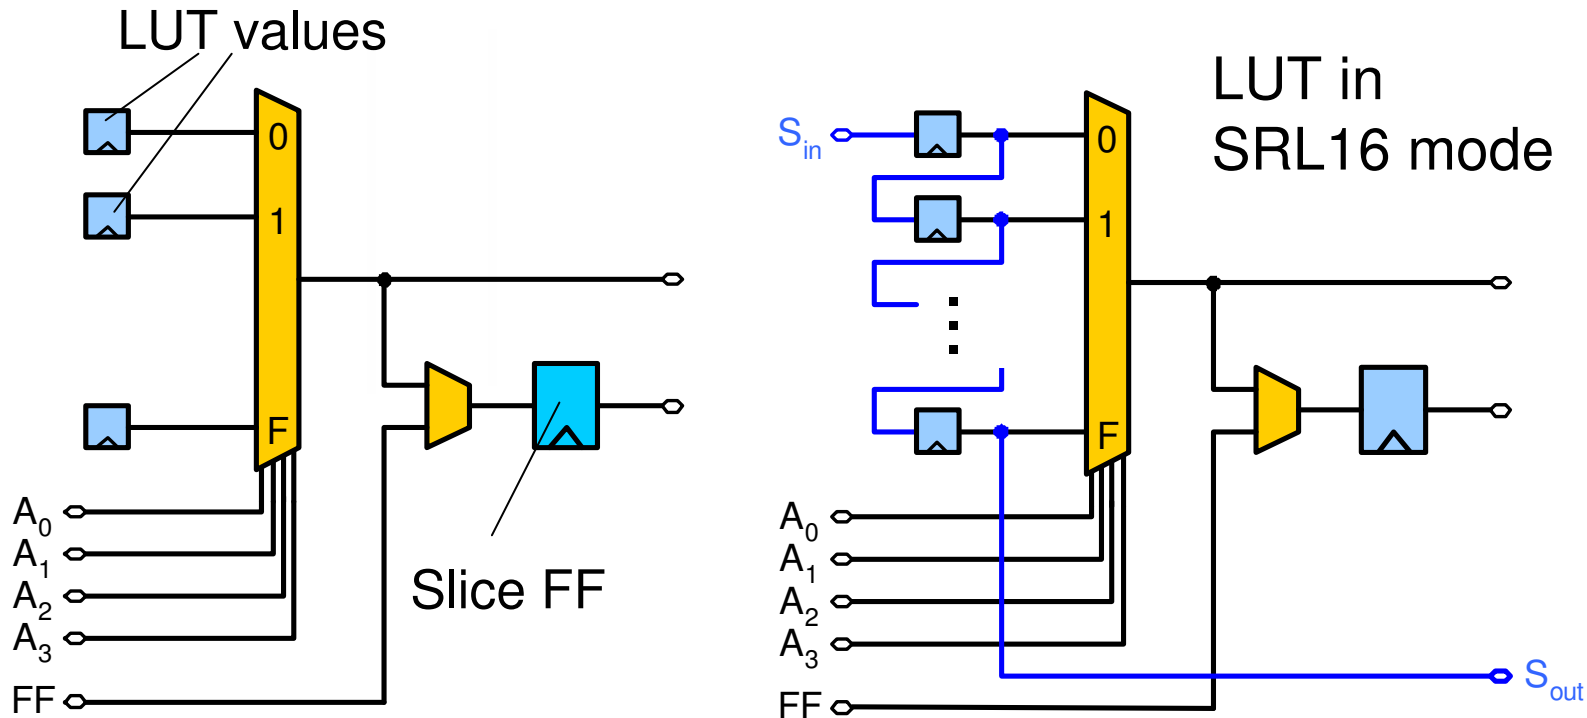 LUT values
0
1
F
A0
A1
A2
A3
FF
Slice FF
LUT in
SRL16 mode
Sin
0
1
F
A0
A1
A2
A3
FF
Sout